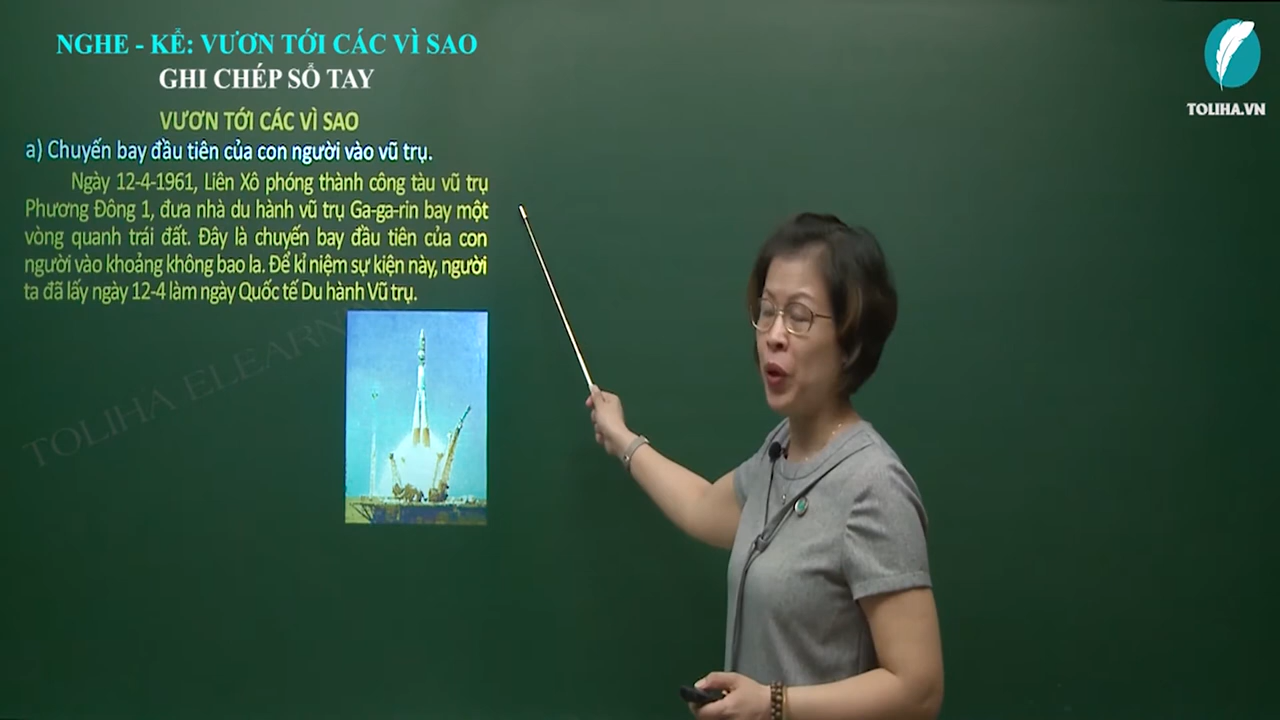 NGHE - KỂ: VƯƠN TỚI CÁC VÌ SAO
GHI CHÉP SỔ TAY
VƯƠN TỚI CÁC VÌ SAO
a) Chuyến bay đầu tiên của con người vào vũ trụ.
Ngày 12-4-1961, Liên Xô phóng thành công tàu vũ trụ
Phương Đông 1, đưa nhà du hành vũ trụ Ga-ga-rin bay một
vòng quanh trái đất. Đây là chuyến bay đầu tiên của con
người vào khoảng không bao la. Để kỉ niệm sự kiện này, người
ta đã lấy ngày 12-4 làm ngày Quốc tế Du hành Vũ trụ.
TOLIHA.VN
TOLIHA ELEARN